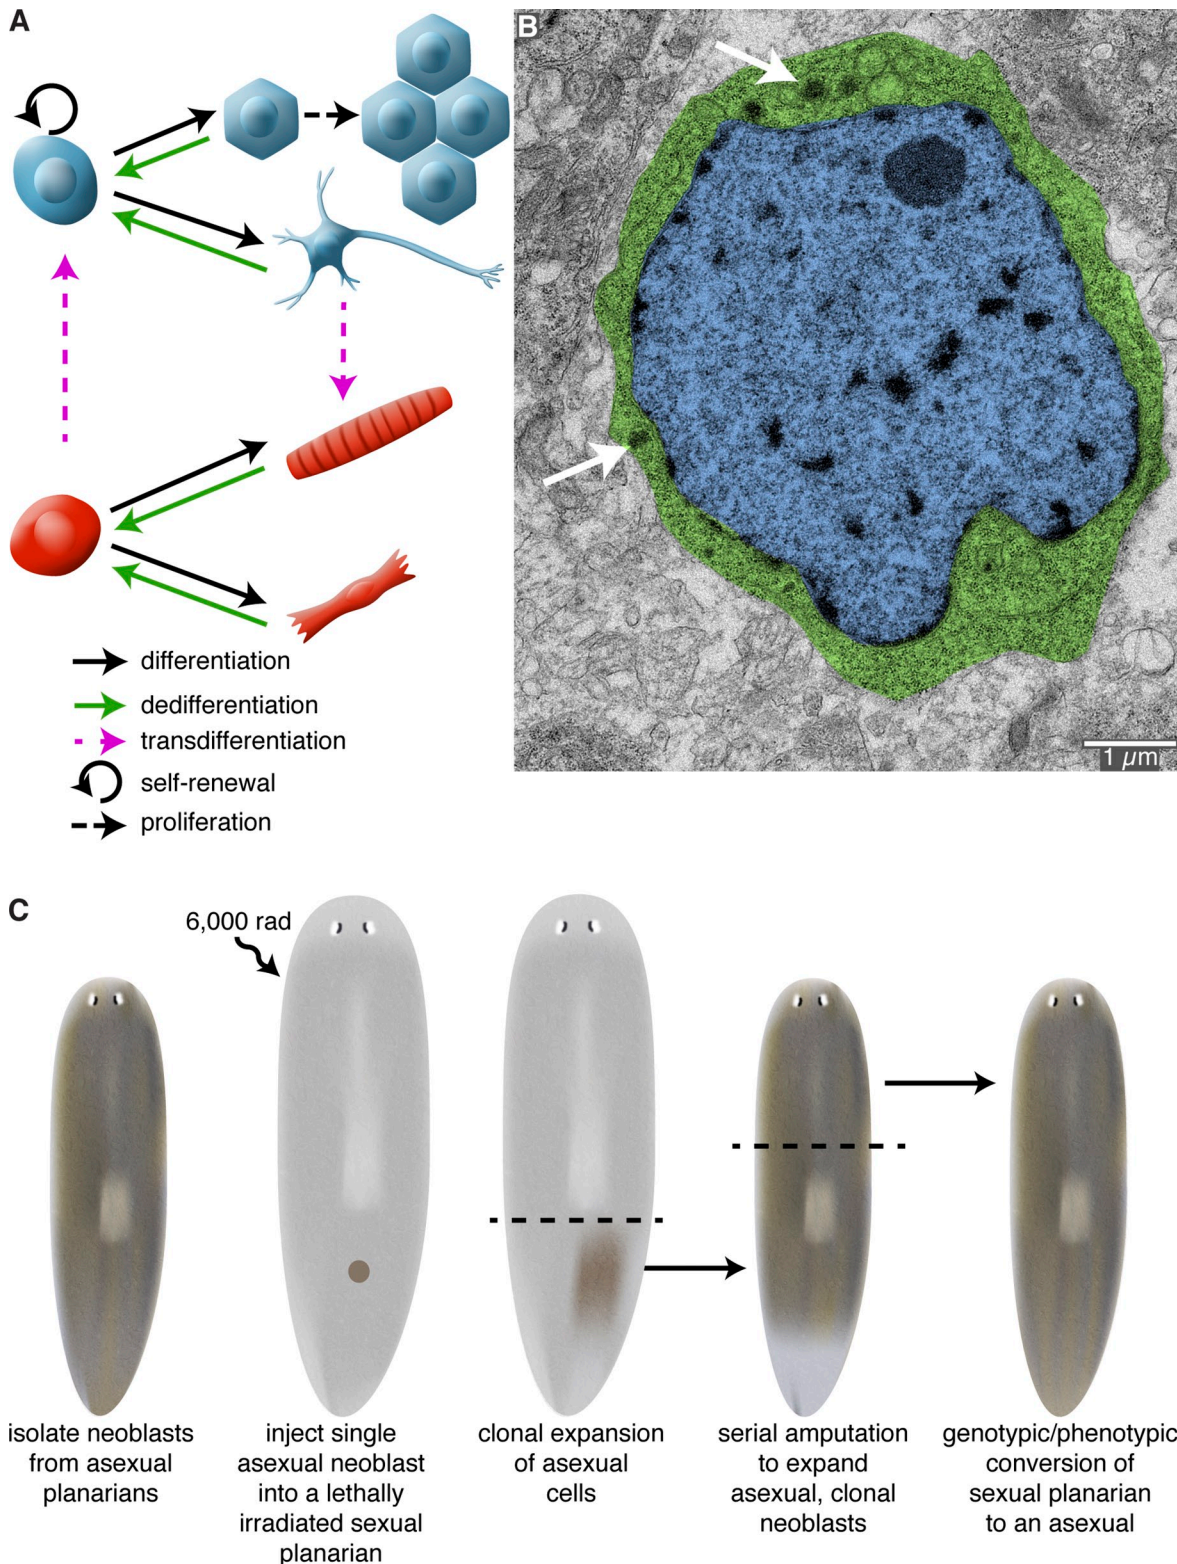 A
differentiation
dedifferentiation
transdifferentiation
self-renewal
proliferation
B
1 µm
C
6,000 rad
isolate neoblasts
from asexual
planarians
inject single
asexual neoblast
into a lethally
irradiated sexual
planarian
clonal expansion
of asexual
cells
serial amputation
to expand
asexual, clonal
neoblasts
genotypic/phenotypic
conversion of
sexual planarian
to an asexual